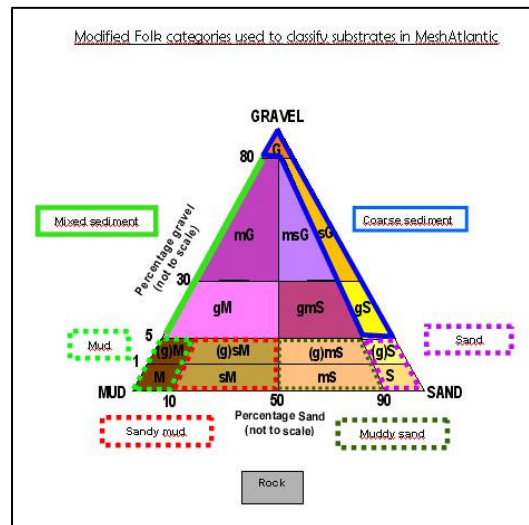 Modified Folk categories used to classify substrates in MeshAtlantic
GRAVEL
G
80
Mixed sediment
Coarse sediment
Percentage gravel
(not to scale)
mG
msG
sG
30
gM
gmS
gS
5
Mud
Sand
(g)M
(g)sM
(g)mS
(g)S
1
M
sM
mS
S
MUD
10
50
90
SAND
Percentage Sand
(not to scale)
Sandy mud
Muddy sand
Rock